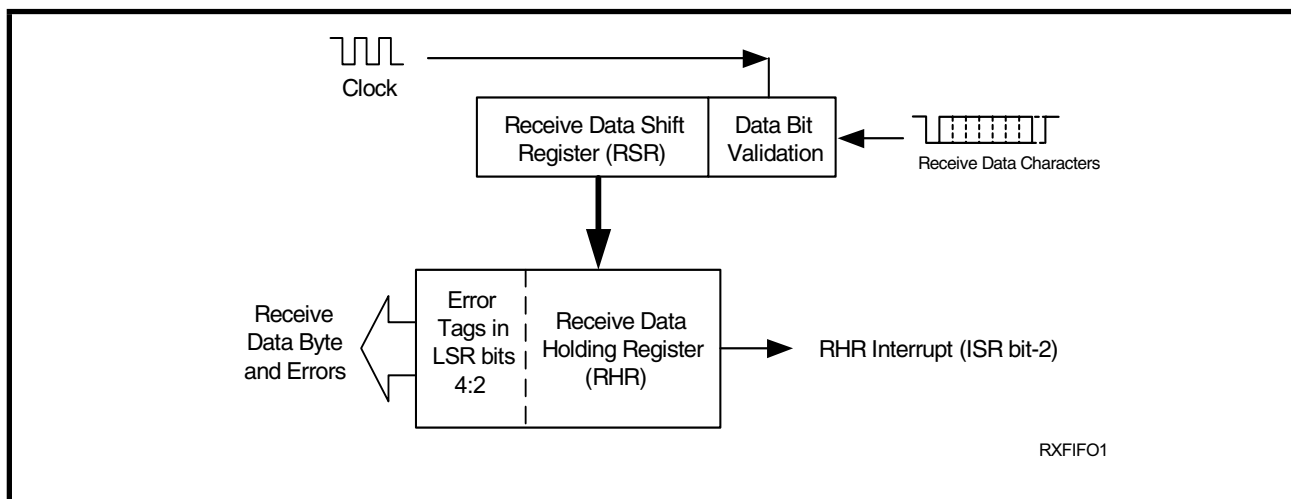 Clock
Receive Data Shift
Register (RSR)
Data Bit
Validation
Receive Data Characters
Receive
Data Byte
and Errors
Error
Tags in
LSR bits
4:2
Receive Data
Holding Register
(RHR)
RHR Interrupt (ISR bit-2)
RXFIFO1